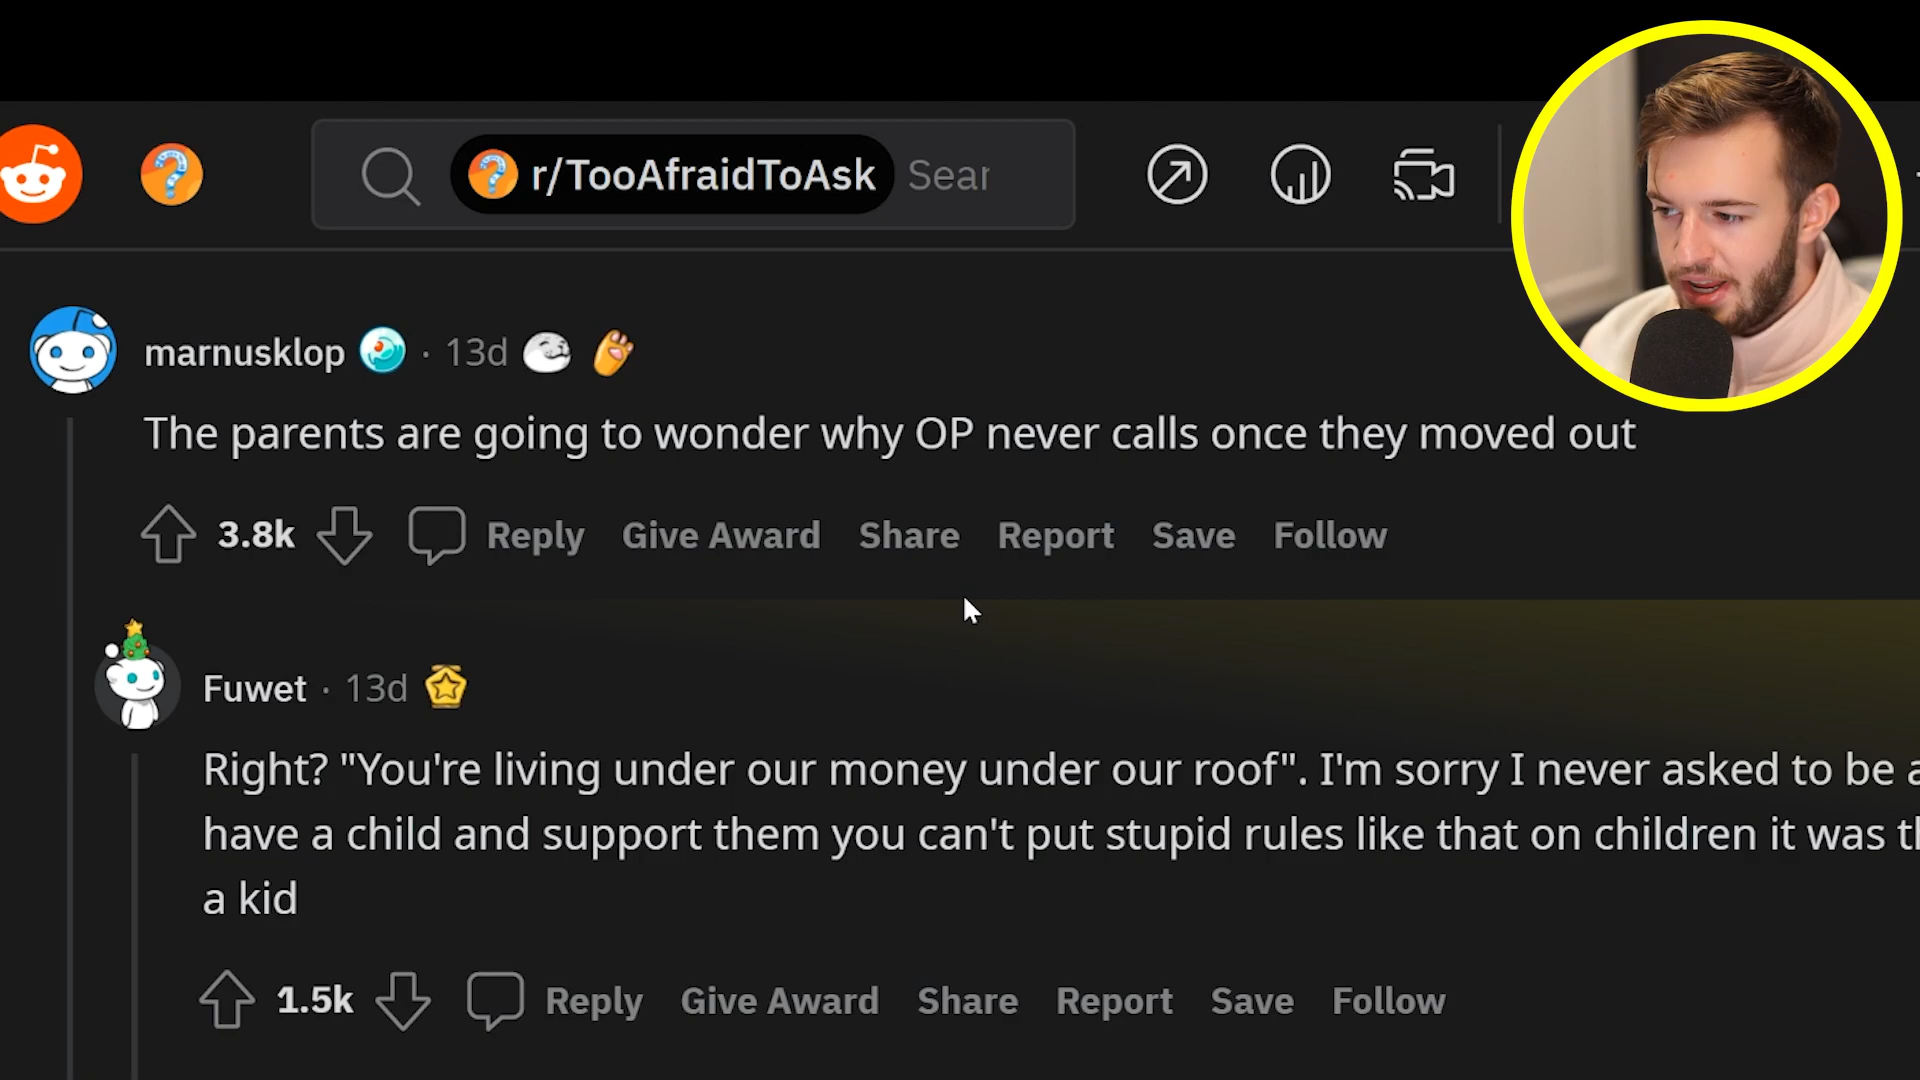 r/TooAfraidToAsk Sear
marnusklop · 13d
The parents are going to wonder why OP never calls once they moved out
3.8k Reply Give Award Share Report Save Follow
Fuwet · 13d
Right? "You're living under our money under our roof". I'm sorry I never asked to be
have a child and support them you can't put stupid rules like that on children it was
a kid
1.5k Reply Give Award Share Report Save Follow